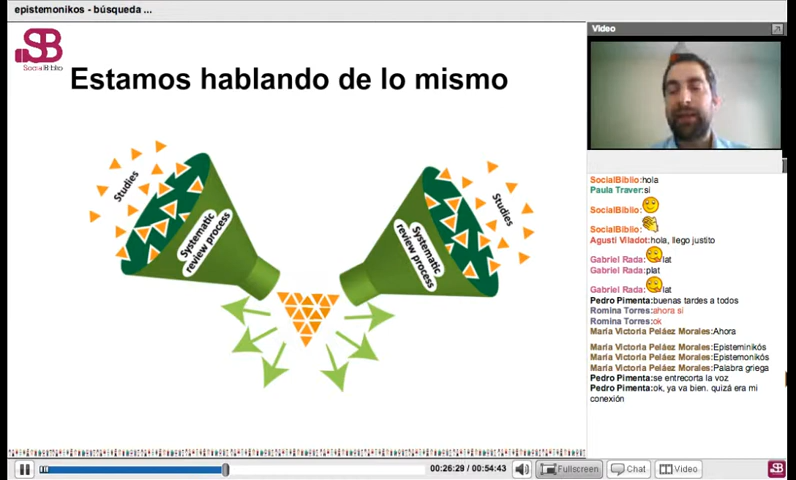 epistemonikos - búsqueda ...
SB
SocialBiblio
Estamos hablando de lo mismo
Studies
Systematic
review process
Studies
Systematic
review process
Video
SocialBiblio:hola
Paula Traver:si
SocialBiblio:
SocialBiblio:
Agusti Viladot:hola, llego justito
Gabriel Rada: lat
Gabriel Rada:plat
Gabriel Rada: lat
Pedro Pimenta:buenas tardes a todos
Romina Torres:ahora si
Romina Torres:ok
María Victoria Peláez Morales:Ahora
María Victoria Peláez Morales:Episteminikós
María Victoria Peláez Morales:Epistemonikós
María Victoria Peláez Morales:Palabra griega
Pedro Pimenta:se entrecorta la voz
Pedro Pimenta:ok, ya va bien. quizá era mi
conexión
00:26:29 / 00:54:43
Fullscreen
Chat
Video
SB